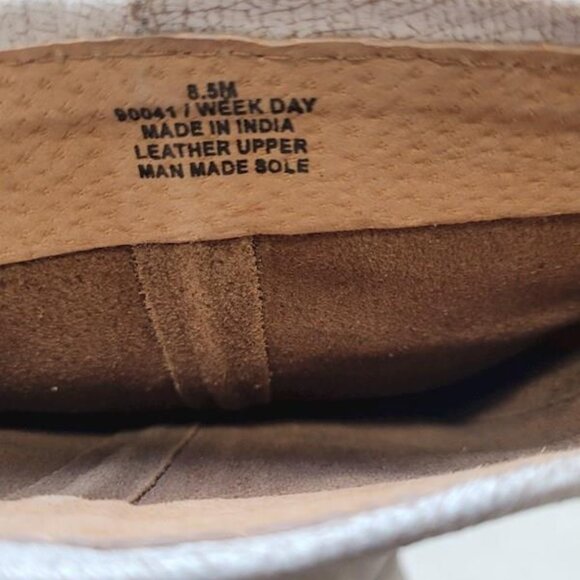 8.5M
90041 / WEEK DAY
MADE IN INDIA
LEATHER UPPER
MAN MADE SOLE